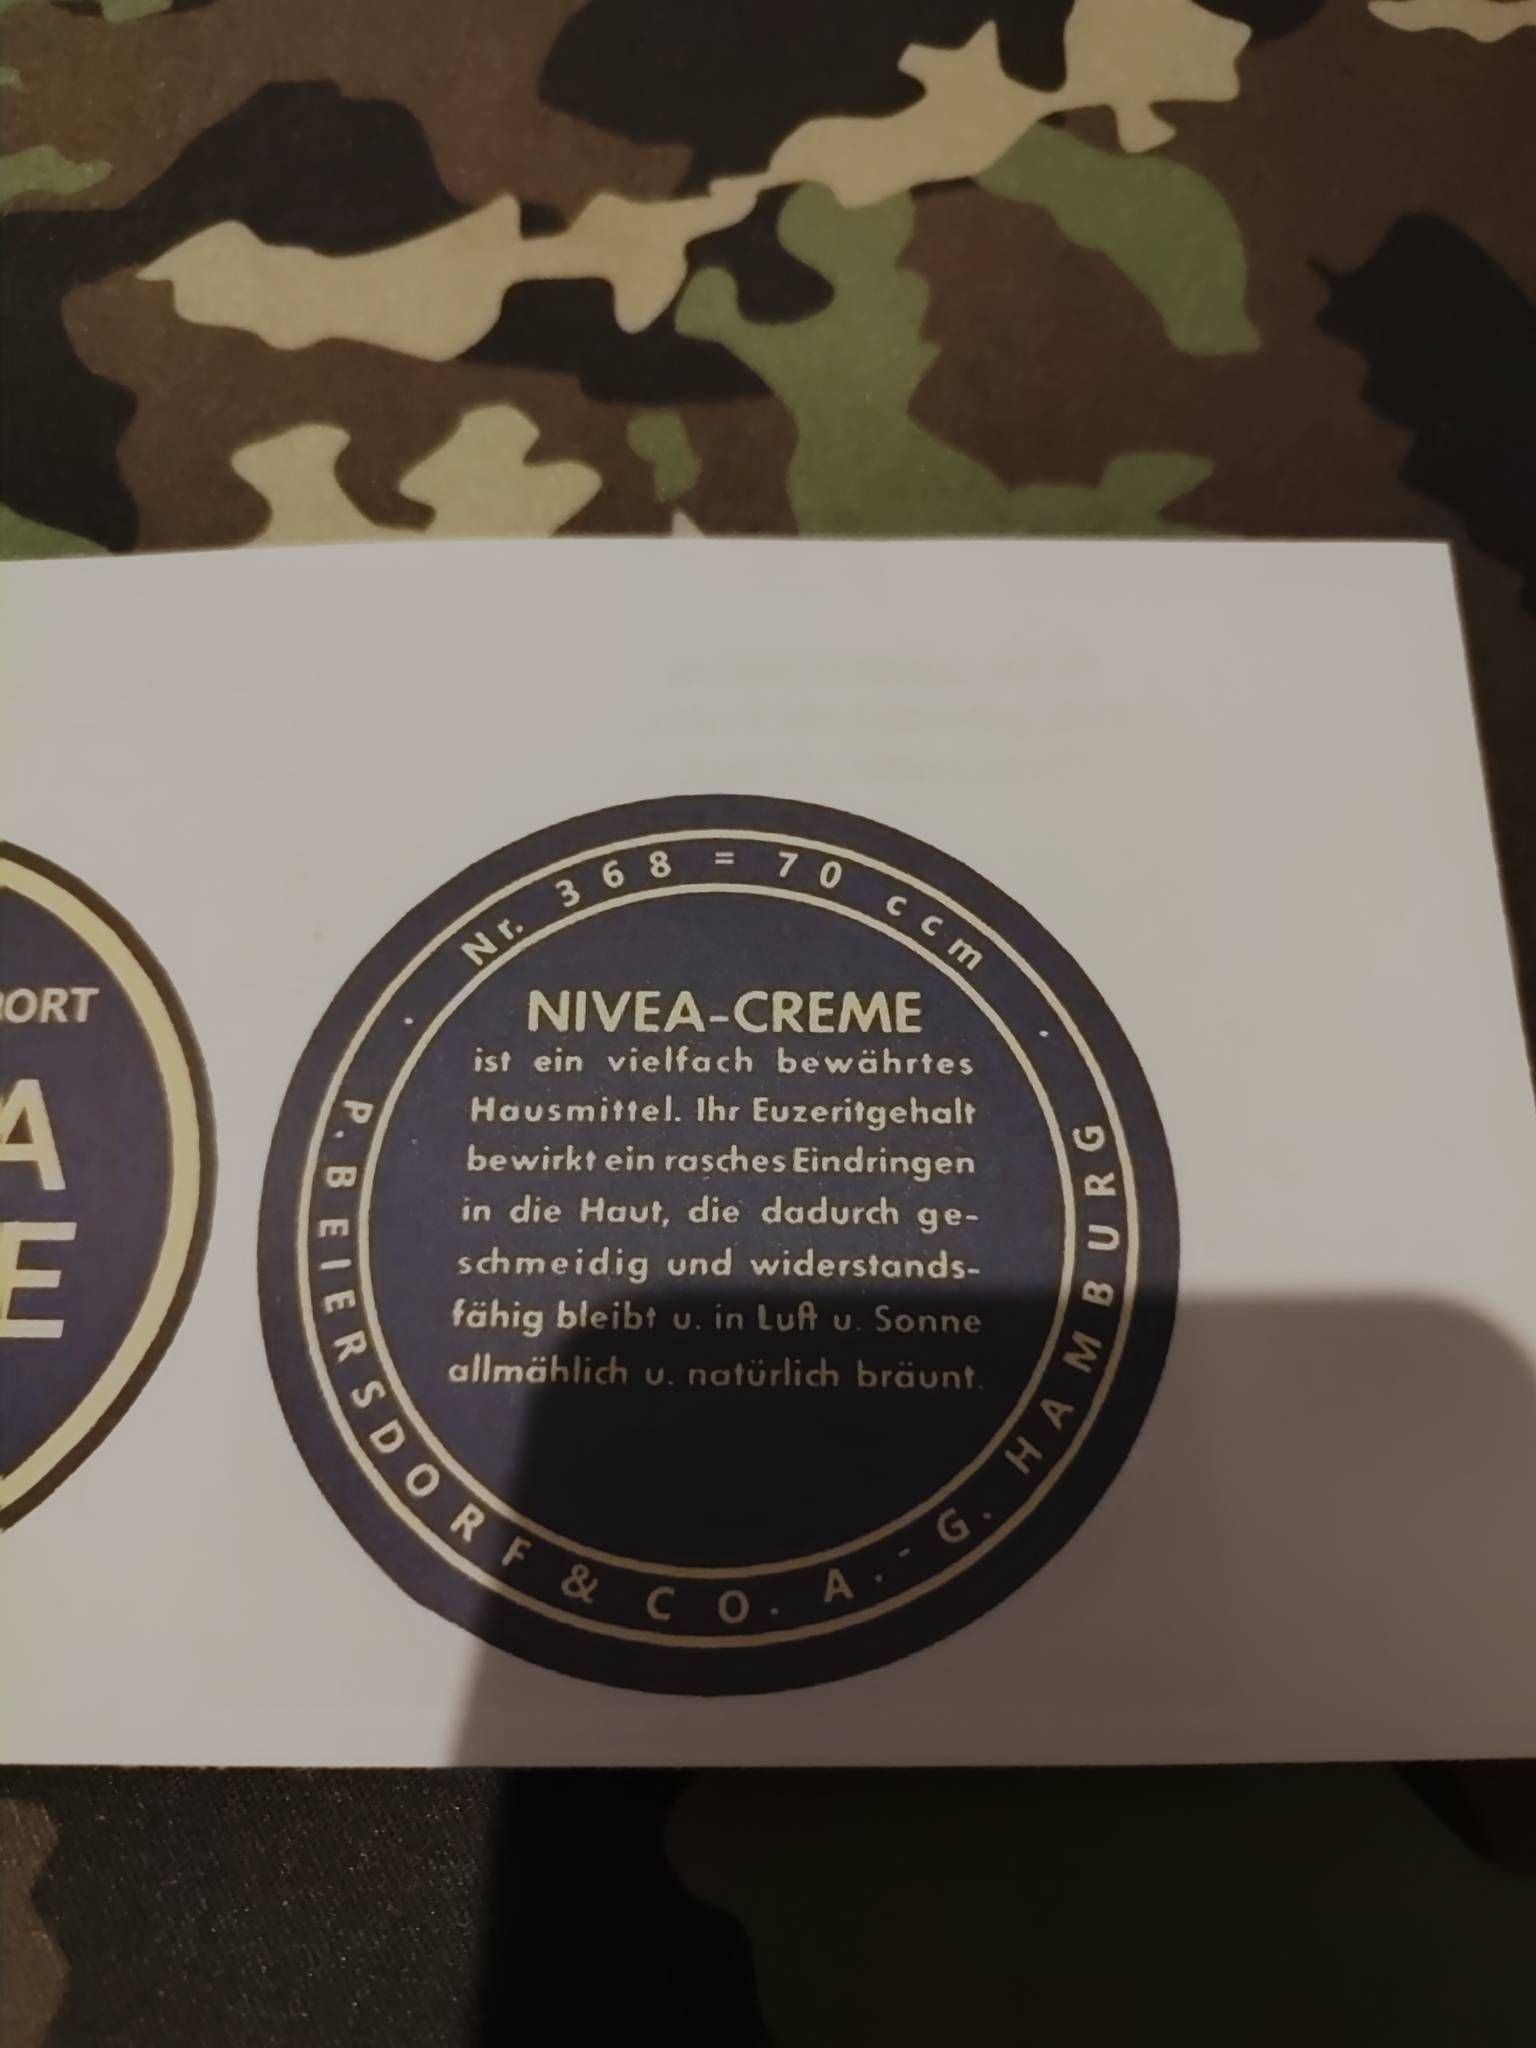 Nr. 368 = 70 ccm
NIVEA-CREME
ist ein vielfach bewährtes
Hausmittel. Ihr Euzeritgehalt
bewirkt ein rasches Eindringen
in die Haut, die dadurch ge-
schmeidig und widerstands-
fähig bleibt u. in Luft u. Sonne
allmählich u. natürlich bräunt.
P. BEIERSDORF & CO. A.-G. HAMBURG